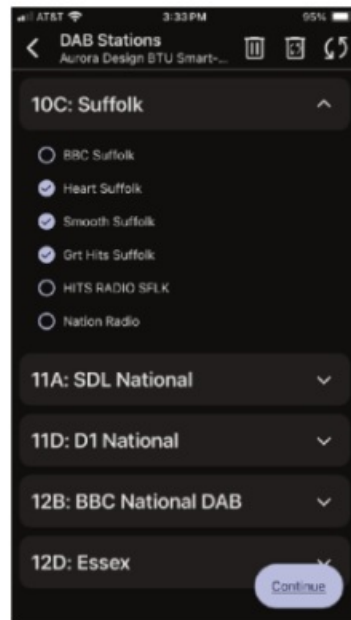 AT&T 3:33 PM 95%
DAB Stations
Aurora Design BTU Smart-...
10C: Suffolk
BBC Suffolk
Heart Suffolk
Smooth Suffolk
Grt Hits Suffolk
HITS RADIO SFLK
Nation Radio
11A: SDL National
11D: D1 National
12B: BBC National DAB
12D: Essex
Continue